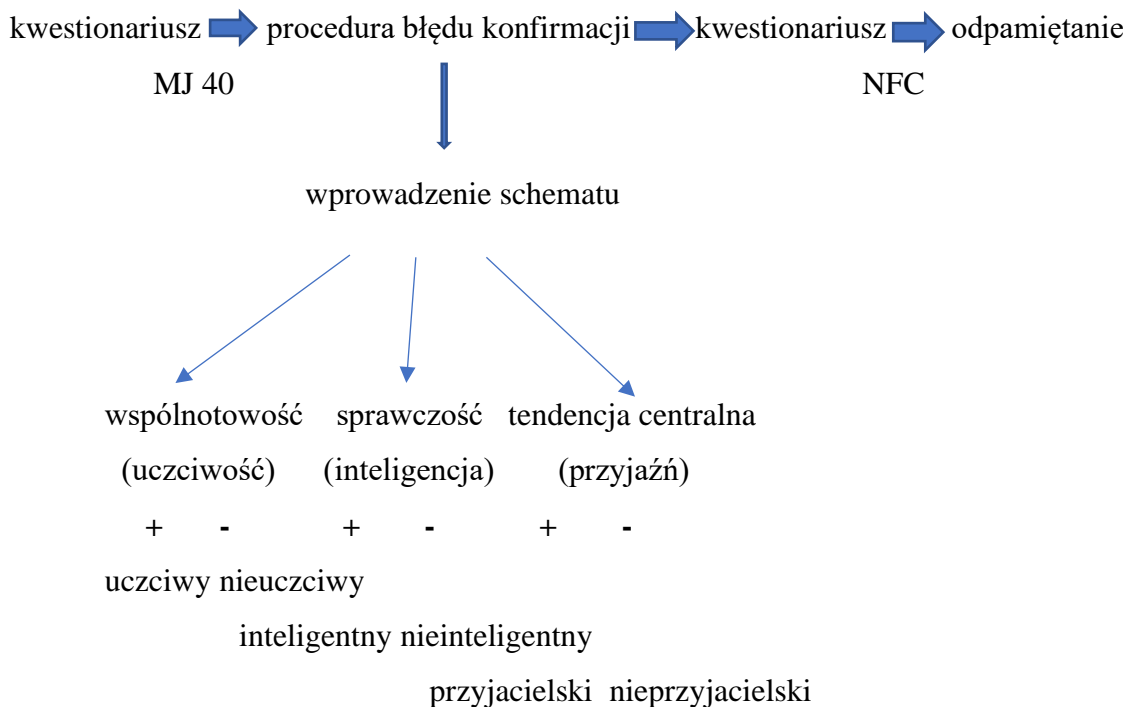 kwestionariusz procedura błędu konfirmacji kwestionariusz odpamiętanie
MJ 40 NFC
wprowadzenie schematu
wspólnotowość sprawczość tendencja centralna
(uczciwość) (inteligencja) (przyjaźń)
+ - + - + -
uczciwy nieuczciwy
inteligentny nieinteligentny
przyjacielski nieprzyjacielski